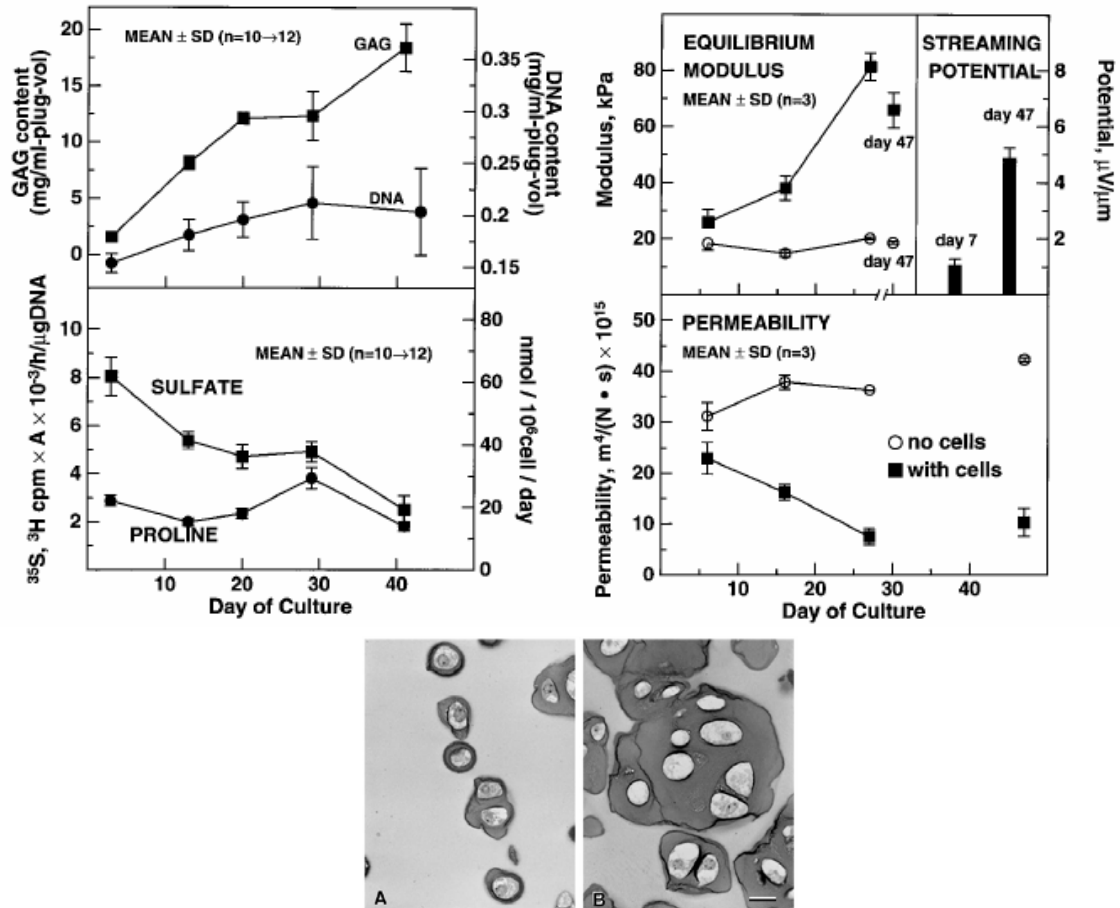 MEAN ± SD (n=10→12)
GAG
DNA
GAG content
(mg/ml-plug-vol)
20
15
10
5
0
DNA content
(mg/ml-plug-vol)
0.35
0.3
0.25
0.2
0.15
MEAN ± SD (n=10→12)
SULFATE
PROLINE
³⁵S, ³H cpm × A × 10⁻³/h/µgDNA
10
8
6
4
2
nmol / 10⁶cell / day
80
60
40
20
0
10 20 30 40
Day of Culture
EQUILIBRIUM
MODULUS
MEAN ± SD (n=3)
day 47
day 47
Modulus, kPa
80
60
40
20
STREAMING
POTENTIAL
day 47
day 7
Potential, µV/µm
8
6
4
2
PERMEABILITY
MEAN ± SD (n=3)
no cells
with cells
Permeability, m⁴/(N • s) × 10¹⁵
50
40
30
20
10
0
10 20 30 40
Day of Culture
A
B